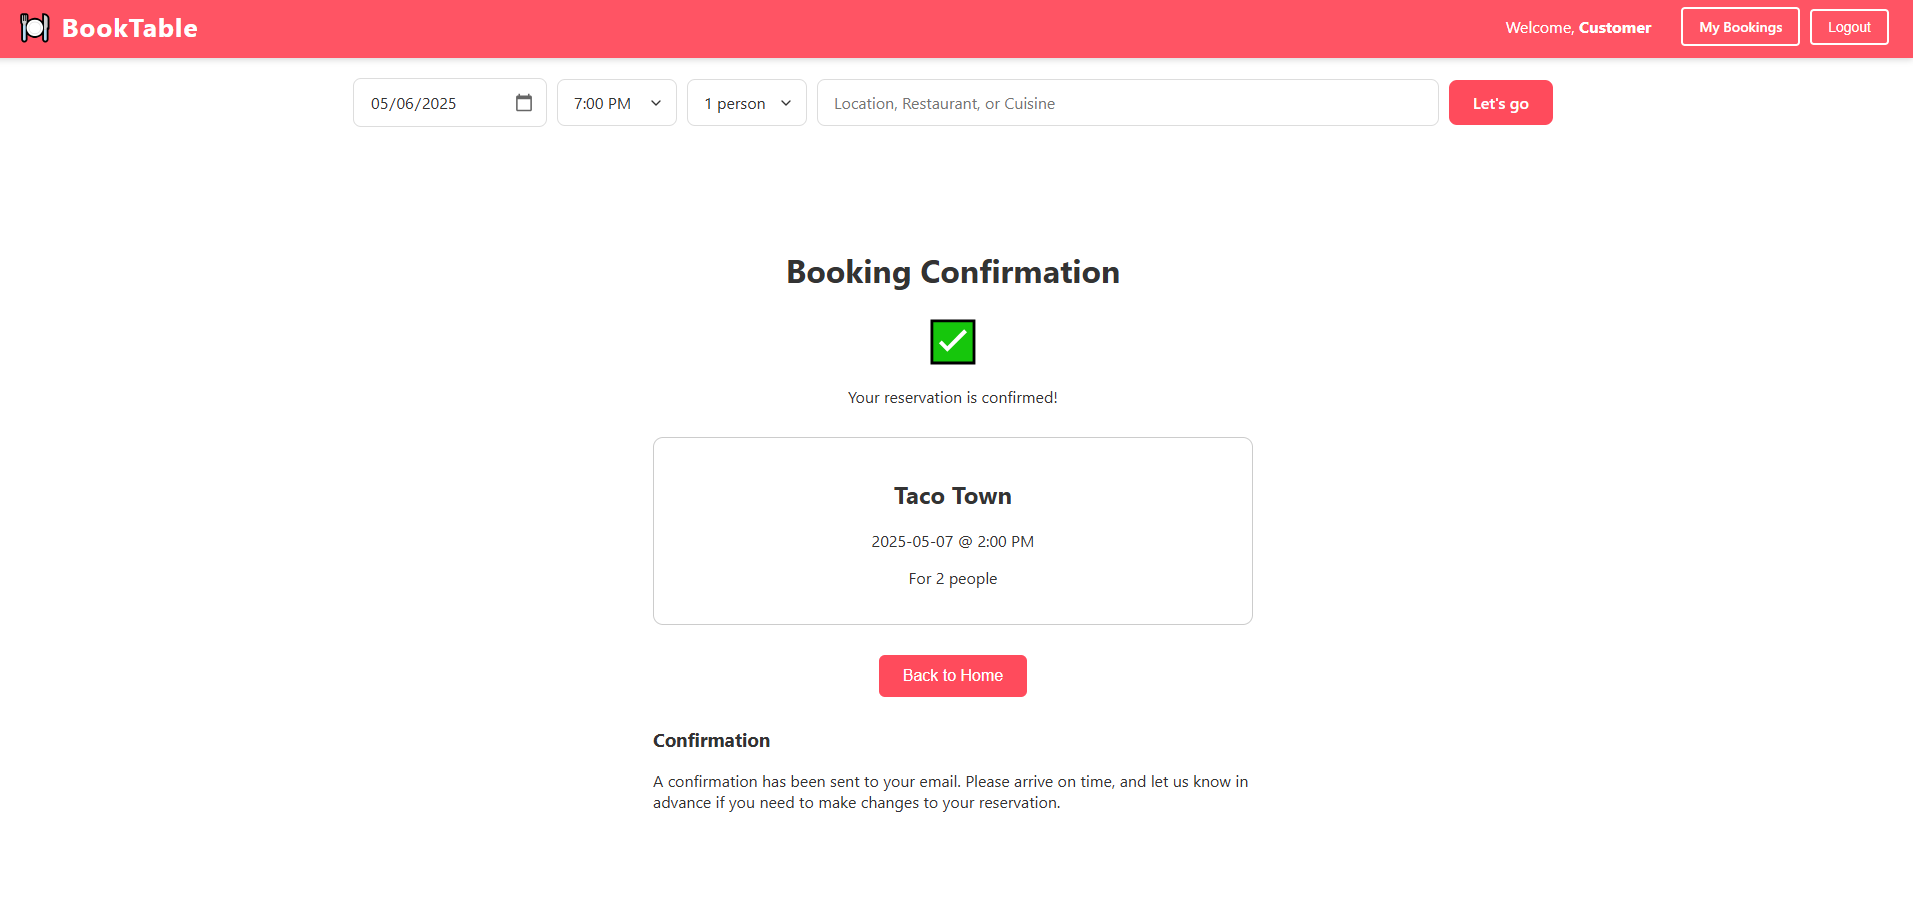 BookTable
Welcome, Customer
My Bookings
Logout
05/06/2025
7:00 PM
1 person
Location, Restaurant, or Cuisine
Let's go
Booking Confirmation
Your reservation is confirmed!
Taco Town
2025-05-07 @ 2:00 PM
For 2 people
Back to Home
Confirmation
A confirmation has been sent to your email. Please arrive on time, and let us know in
advance if you need to make changes to your reservation.